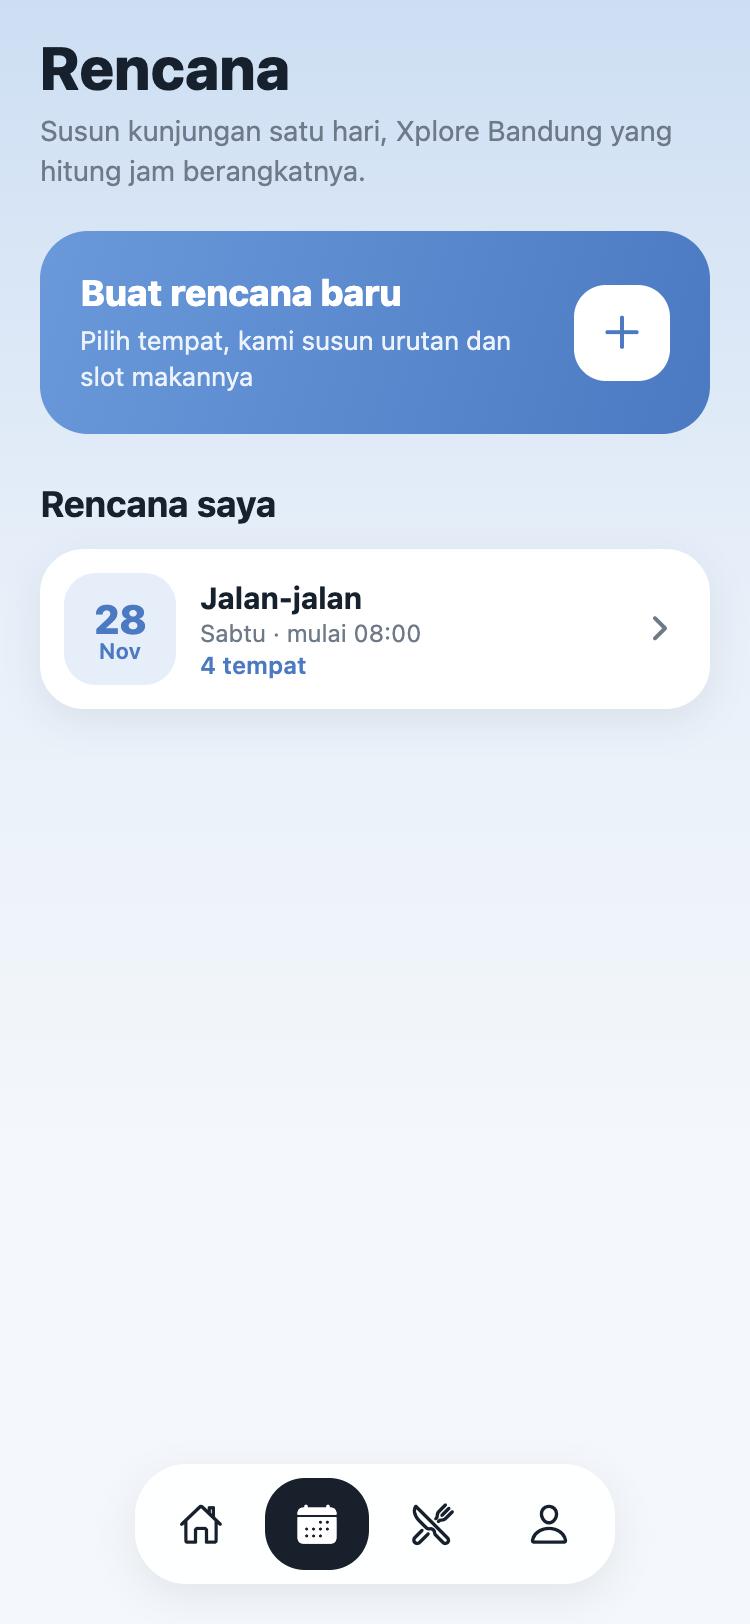 Rencana
Susun kunjungan satu hari, Xplore Bandung yang
hitung jam berangkatnya.
Buat rencana baru
Pilih tempat, kami susun urutan dan
slot makannya
Rencana saya
28
Nov
Jalan-jalan
Sabtu · mulai 08:00
4 tempat